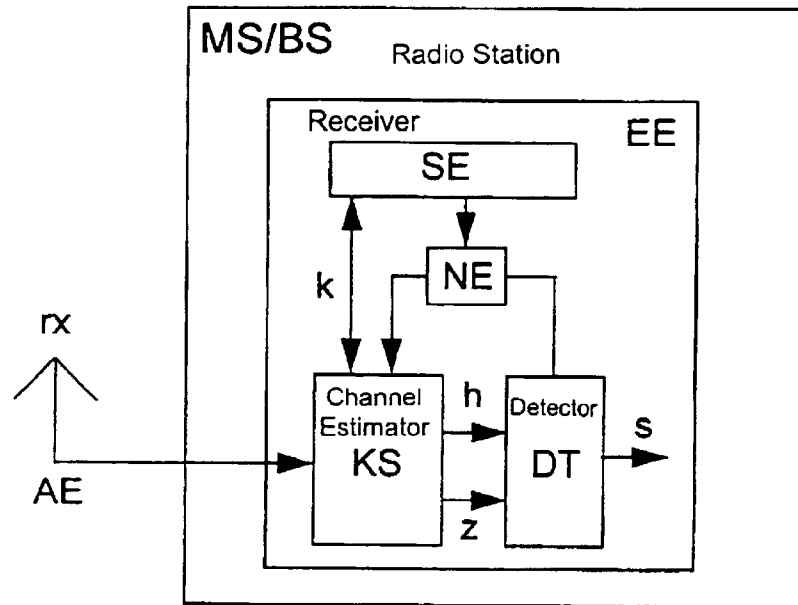 MS/BS
Radio Station
Receiver
EE
SE
NE
k
rx
Channel
Estimator
KS
h
Detector
DT
s
z
AE